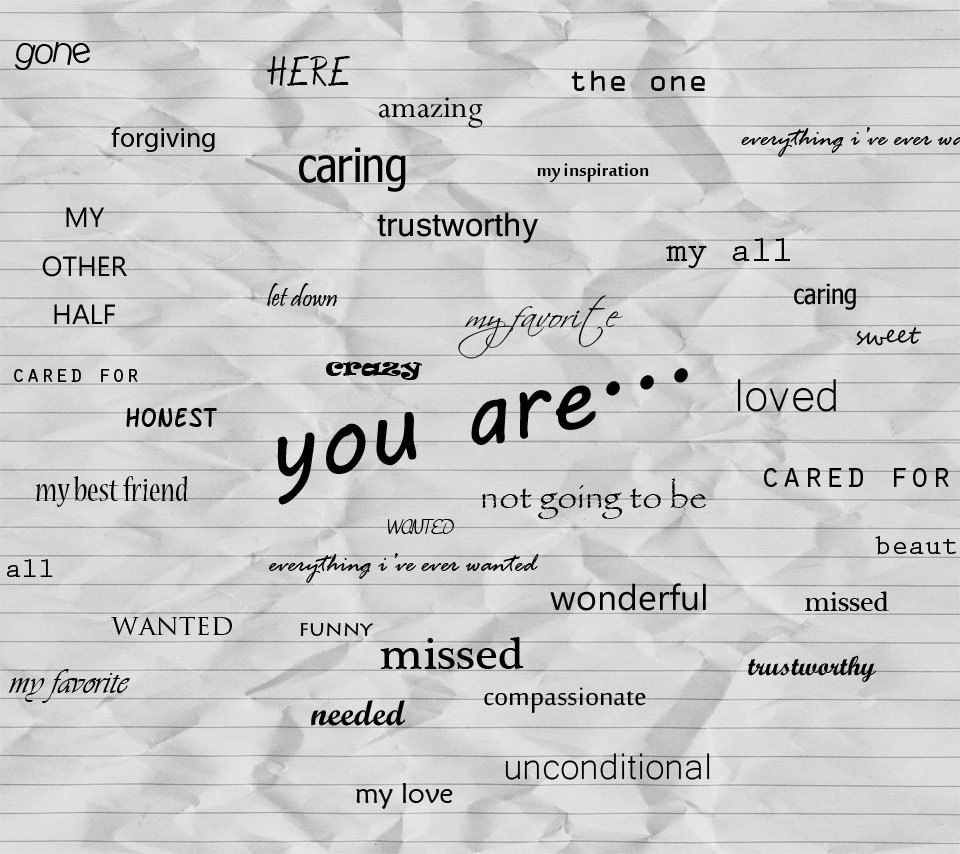 gone
HERE
the one
amazing
forgiving
everything i've ever wa
caring
my inspiration
MY
trustworthy
my all
OTHER
caring
let down
HALF
my favorite
sweet
crazy
CARED FOR
you are...
loved
HONEST
CARED FOR
my best friend
not going to be
WANTED
beaut
all
everything i've ever wanted
wonderful
missed
WANTED
FUNNY
missed
trustworthy
my favorite
compassionate
needed
unconditional
my love